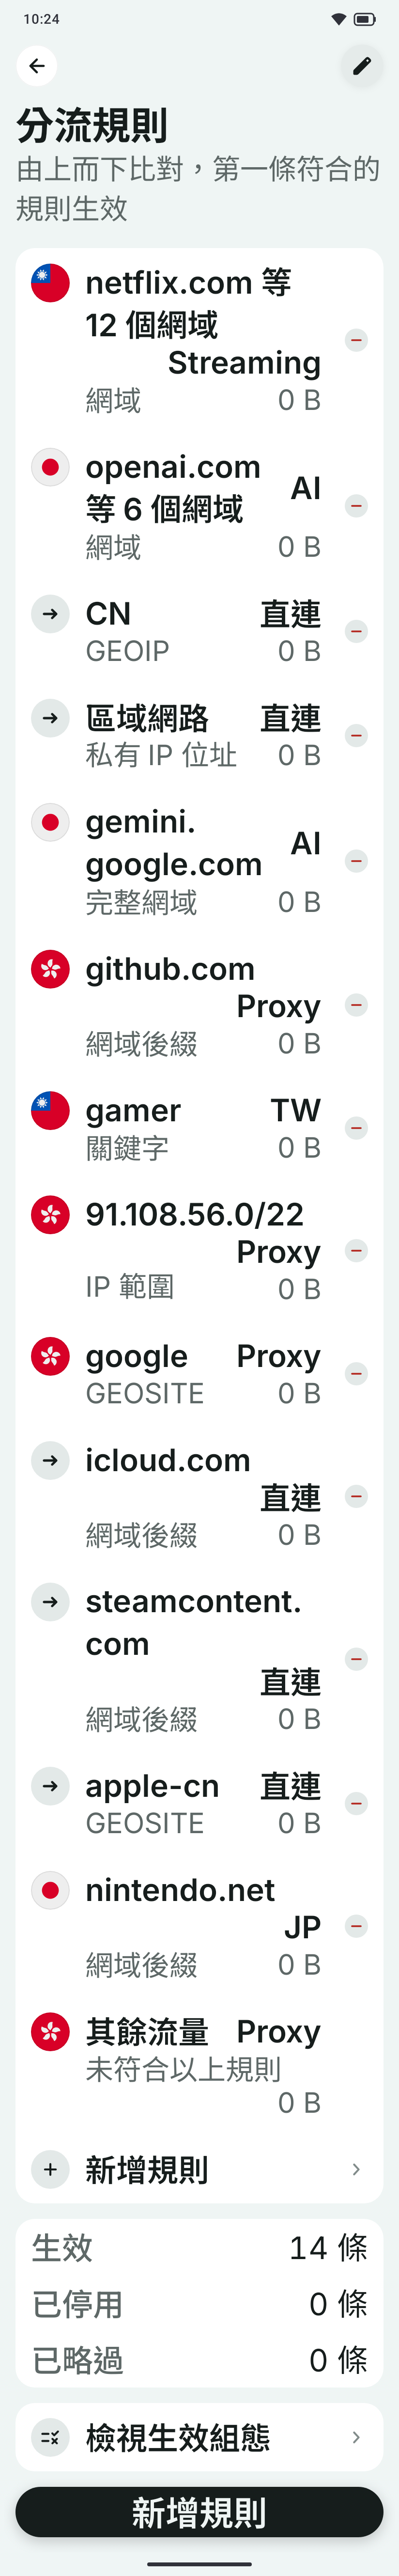 10:24
分流規則
由上而下比對，第一條符合的
規則生效
netflix.com 等
12 個網域
Streaming
網域 0 B
openai.com
等 6 個網域
AI
網域 0 B
CN 直連
GEOIP 0 B
區域網路 直連
私有 IP 位址 0 B
gemini.
google.com
AI
完整網域 0 B
github.com
Proxy
網域後綴 0 B
gamer TW
關鍵字 0 B
91.108.56.0/22
Proxy
IP 範圍 0 B
google Proxy
GEOSITE 0 B
icloud.com
直連
網域後綴 0 B
steamcontent.
com
直連
網域後綴 0 B
apple-cn 直連
GEOSITE 0 B
nintendo.net
JP
網域後綴 0 B
其餘流量 Proxy
未符合以上規則
0 B
新增規則
生效 14 條
已停用 0 條
已略過 0 條
檢視生效組態
新增規則